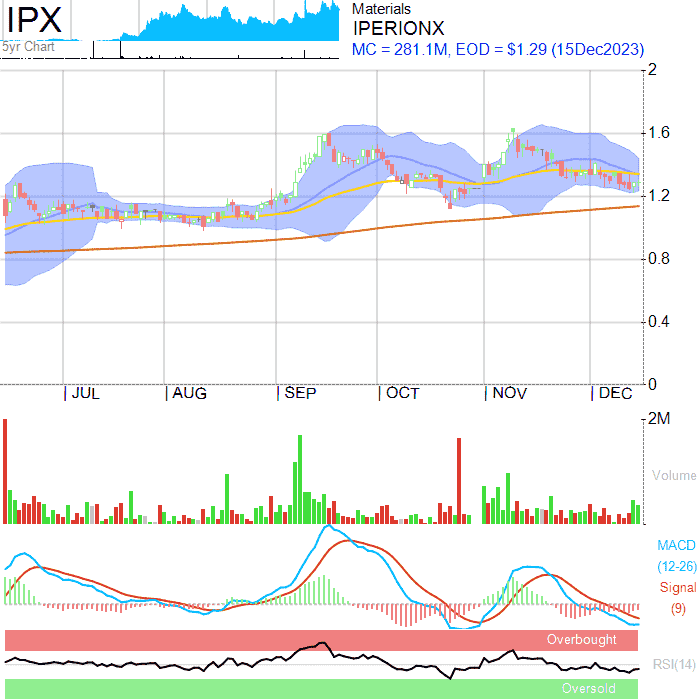 IPX
5yr Chart
Materials
IPERIONX
MC = 281.1M, EOD = $1.29 (15Dec2023)
2
1.6
1.2
0.8
0.4
0
JUL AUG SEP OCT NOV DEC
2M
Volume
MACD
(12-26)
Signal
(9)
Overbought
RSI(14)
Oversold